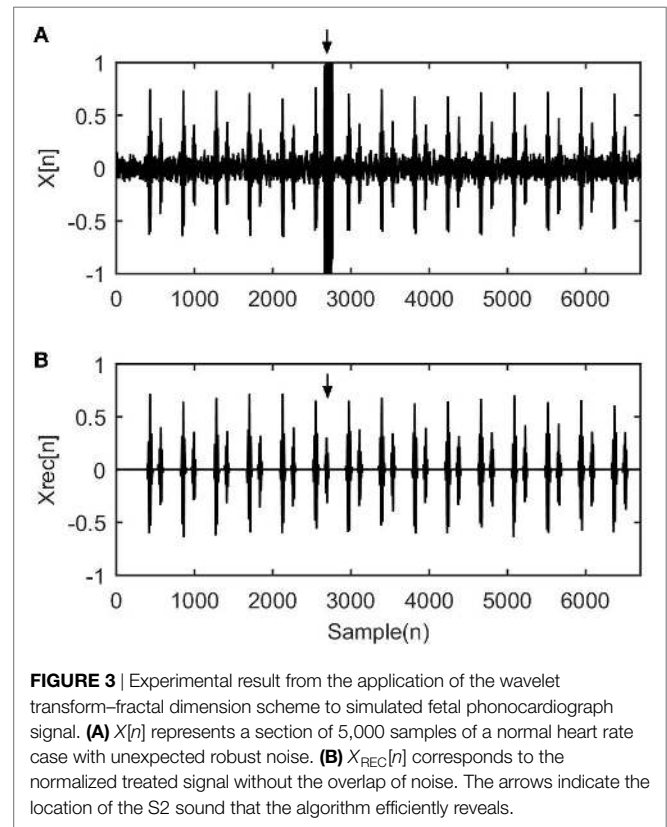 A
1
0.5
0
-0.5
-1
X[n]
0 1000 2000 3000 4000 5000 6000
B
1
0.5
0
-0.5
-1
Xrec[n]
0 1000 2000 3000 4000 5000 6000
Sample(n)
FIGURE 3 | Experimental result from the application of the wavelet
transform–fractal dimension scheme to simulated fetal phonocardiograph
signal. (A) X[n] represents a section of 5,000 samples of a normal heart rate
case with unexpected robust noise. (B) XREC[n] corresponds to the
normalized treated signal without the overlap of noise. The arrows indicate the
location of the S2 sound that the algorithm efficiently reveals.